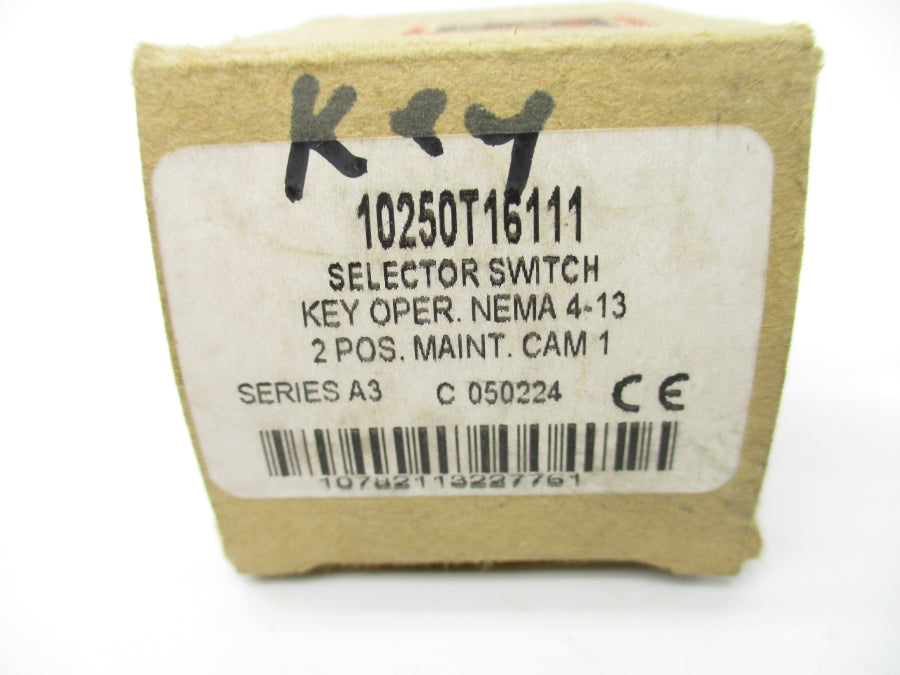 Key
10250T16111
SELECTOR SWITCH
KEY OPER. NEMA 4-13
2 POS. MAINT. CAM 1
SERIES A3 C 050224 CE
10782113227761